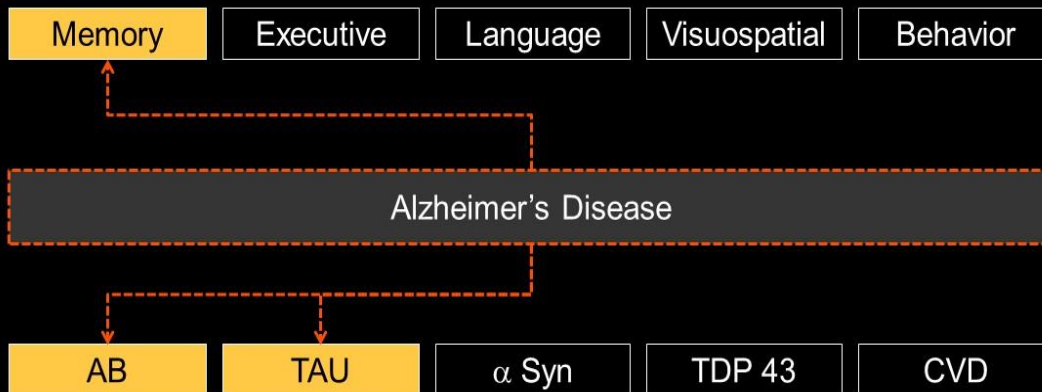 Memory
Executive
Language
Visuospatial
Behavior
Alzheimer’s Disease
AB
TAU
α Syn
TDP 43
CVD